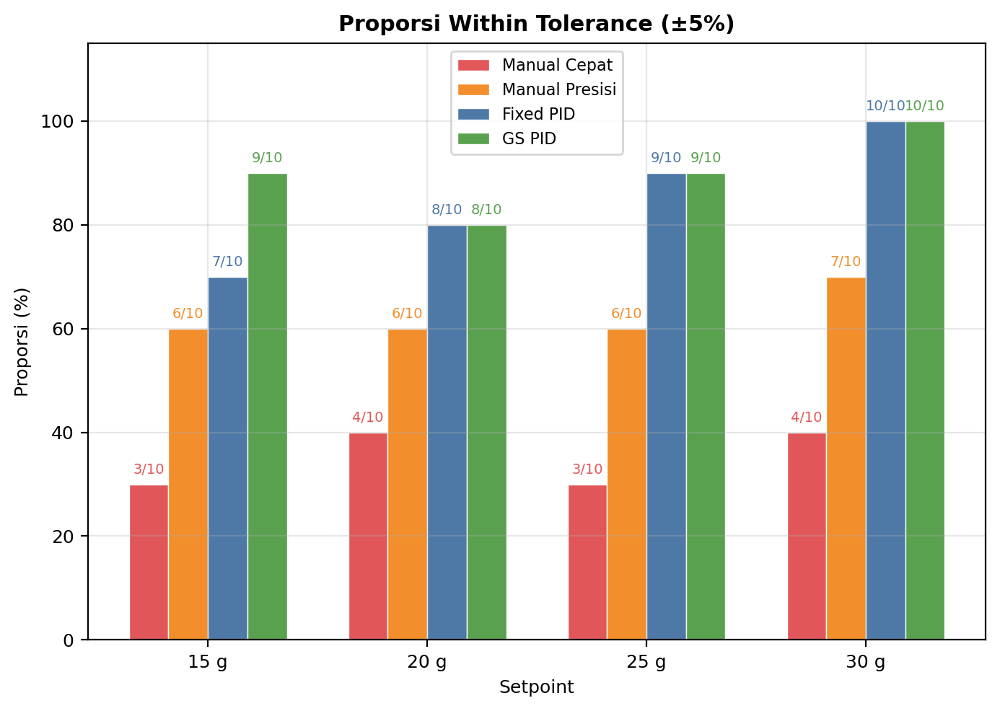 Proporsi Within Tolerance (±5%)
Manual Cepat
Manual Presisi
Fixed PID
GS PID
Proporsi (%)
100
80
60
40
20
0
3/10
6/10
7/10
9/10
4/10
6/10
8/10
8/10
3/10
6/10
9/10
9/10
4/10
7/10
10/10
10/10
15 g
20 g
25 g
30 g
Setpoint